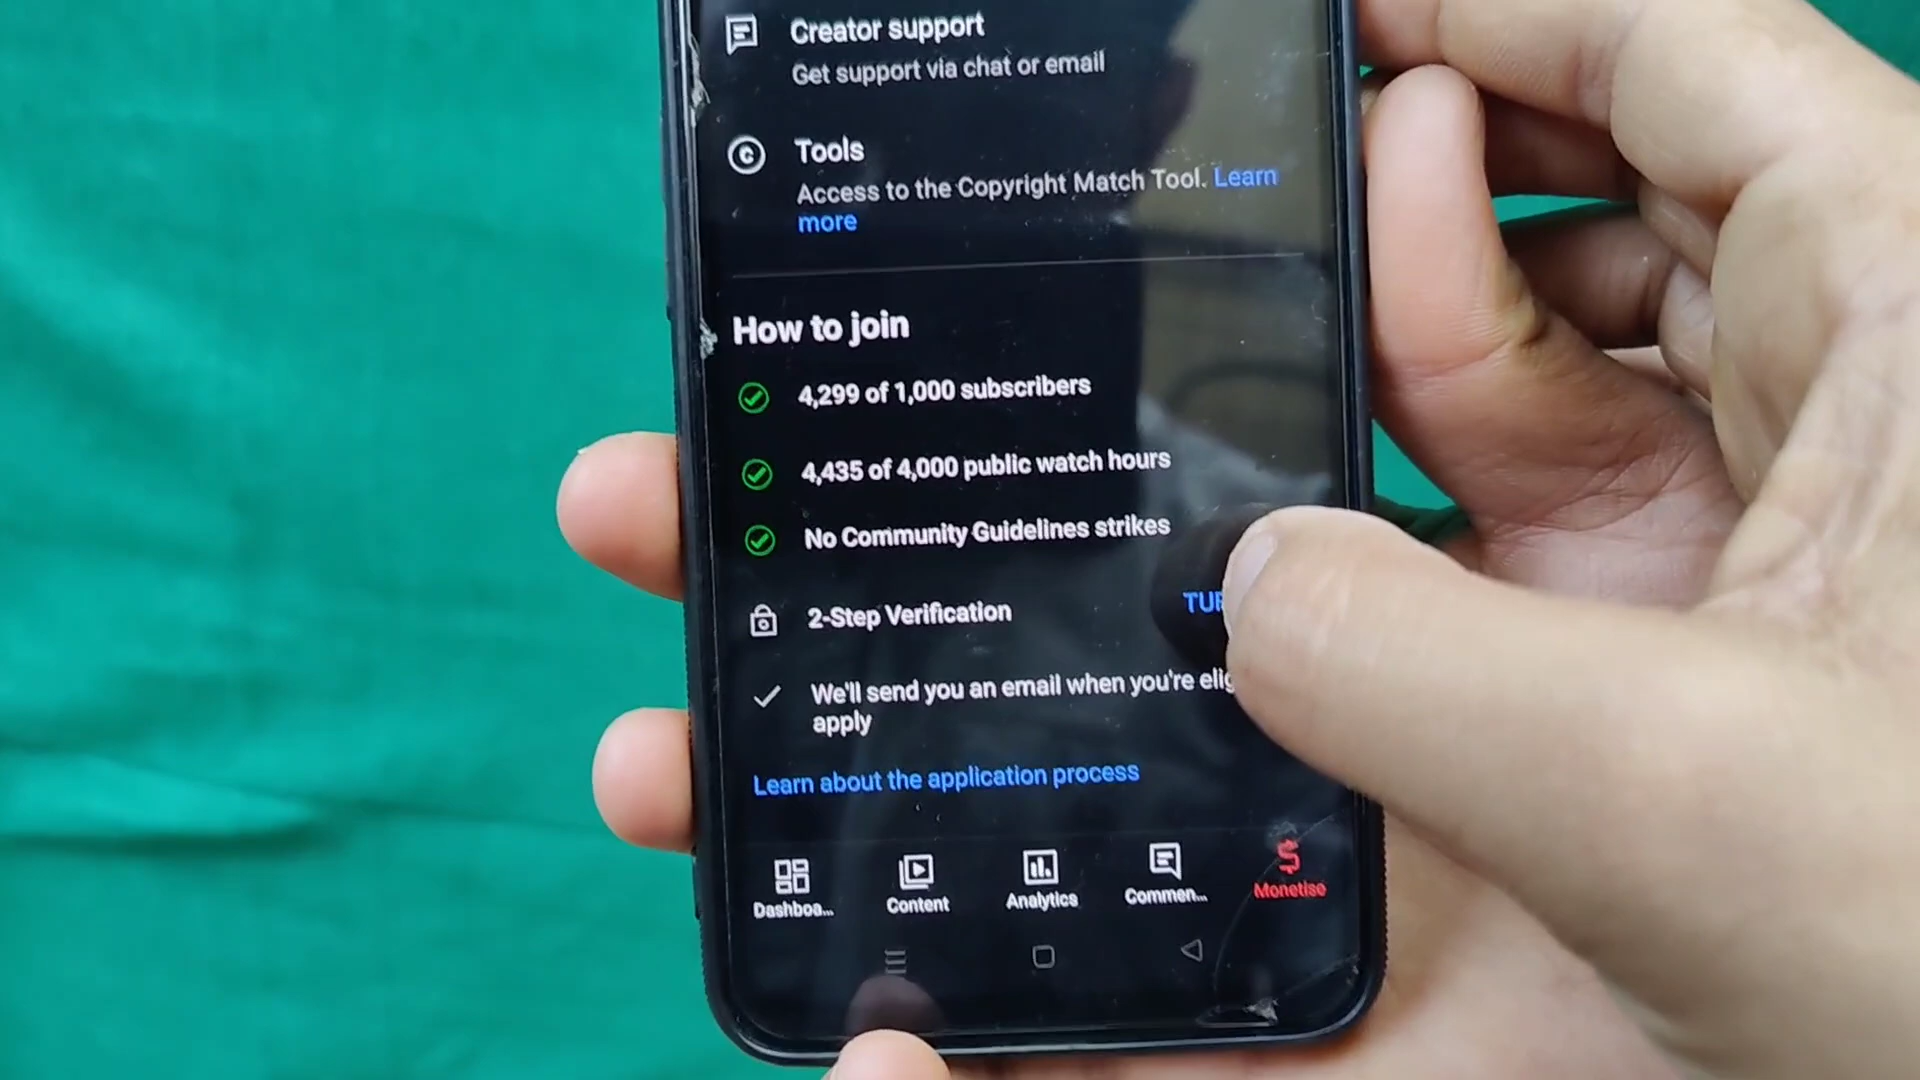 Creator support
Get support via chat or email
Tools
Access to the Copyright Match Tool. Learn
more
How to join
4,299 of 1,000 subscribers
4,435 of 4,000 public watch hours
No Community Guidelines strikes
2-Step Verification
We'll send you an email when you're
apply
Learn about the application process
Dashboa...
Content
Analytics
Commen...
Monetise